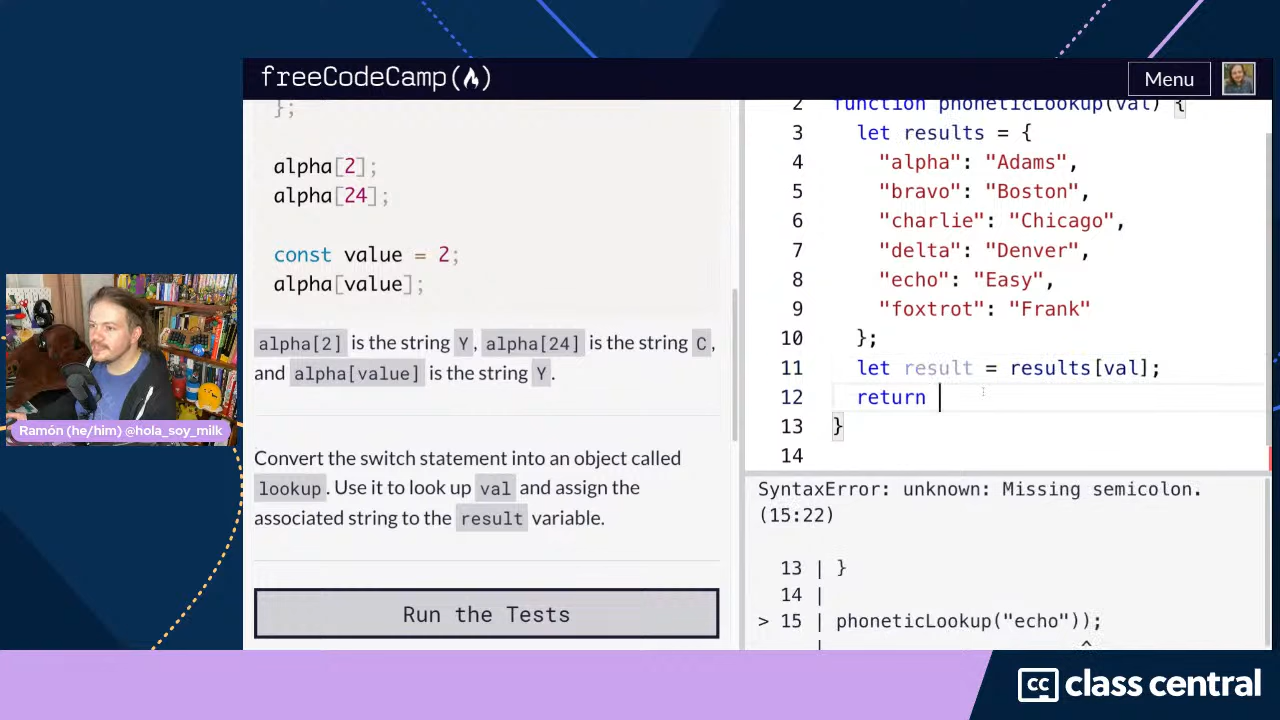 freeCodeCamp(🔥)
Menu
};
alpha[2];
alpha[24];
const value = 2;
alpha[value];
alpha[2] is the string Y, alpha[24] is the string C,
and alpha[value] is the string Y.
Convert the switch statement into an object called
lookup. Use it to look up val and assign the
associated string to the result variable.
Run the Tests
2 function phoneticLookup(val) {
3 let results = {
4 "alpha": "Adams",
5 "bravo": "Boston",
6 "charlie": "Chicago",
7 "delta": "Denver",
8 "echo": "Easy",
9 "foxtrot": "Frank"
10 };
11 let result = results[val];
12 return
13 }
14
SyntaxError: unknown: Missing semicolon.
(15:22)
13 | }
14 |
> 15 | phoneticLookup("echo"));
| ^
Ramón (he/him) @hola_soy_milk
cc class central